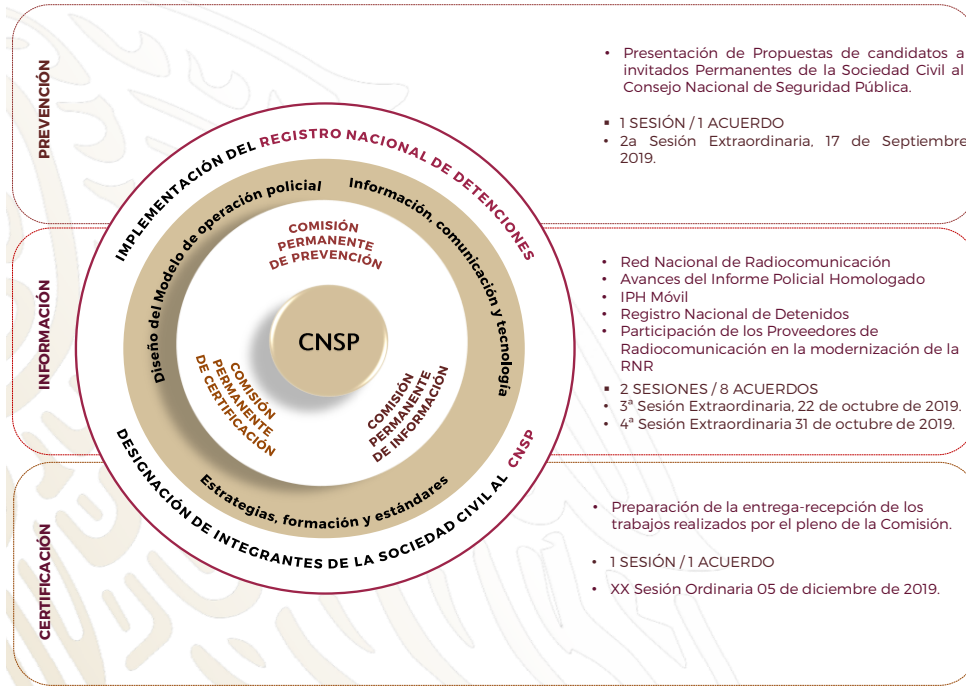 PREVENCIÓN
• Presentación de Propuestas de candidatos a
invitados Permanentes de la Sociedad Civil al
Consejo Nacional de Seguridad Pública.
▪ 1 SESIÓN / 1 ACUERDO
• 2a Sesión Extraordinaria, 17 de Septiembre
2019.
IMPLEMENTACIÓN DEL REGISTRO NACIONAL DE DETENCIONES
Diseño del Modelo de operación policial
Información, comunicación y tecnología
COMISIÓN
PERMANENTE
DE PREVENCIÓN
CNSP
COMISIÓN
PERMANENTE
DE CERTIFICACIÓN
COMISIÓN
PERMANENTE
DE INFORMACIÓN
Estrategias, formación y estándares
DESIGNACIÓN DE INTEGRANTES DE LA SOCIEDAD CIVIL AL CNSP
INFORMACIÓN
• Red Nacional de Radiocomunicación
• Avances del Informe Policial Homologado
• IPH Móvil
• Registro Nacional de Detenidos
• Participación de los Proveedores de
Radiocomunicación en la modernización de la
RNR
▪ 2 SESIONES / 8 ACUERDOS
• 3ª Sesión Extraordinaria, 22 de octubre de 2019.
• 4ª Sesión Extraordinaria 31 de octubre de 2019.
CERTIFICACIÓN
• Preparación de la entrega-recepción de los
trabajos realizados por el pleno de la Comisión.
• 1 SESIÓN / 1 ACUERDO
• XX Sesión Ordinaria 05 de diciembre de 2019.